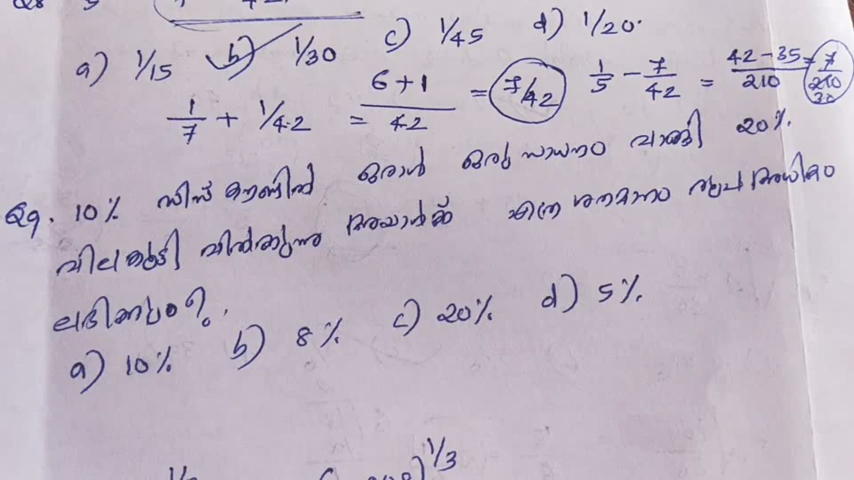 Q8
a) 1/15 b) 1/30 c) 1/45 d) 1/20.
1/7 + 1/42 = 6+1/42 = 7/42 1/5 - 7/42 = 42-35/210 = 7/210 30
Q9. 10% ഡിസ്കൗണ്ടിൽ ഒരാൾ ഒരു സാധനം വാങ്ങി 20%
വിലകൂട്ടി വിൽക്കുന്നു അയാൾക്ക് എത്ര ശതമാനം രൂപ അധികം
ലഭിക്കും?
a) 10% b) 8% c) 20% d) 5%
1/3